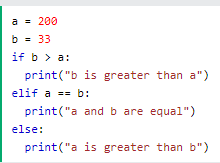 a = 200
b = 33
if b > a:
  print("b is greater than a")
elif a == b:
  print("a and b are equal")
else:
  print("a is greater than b")